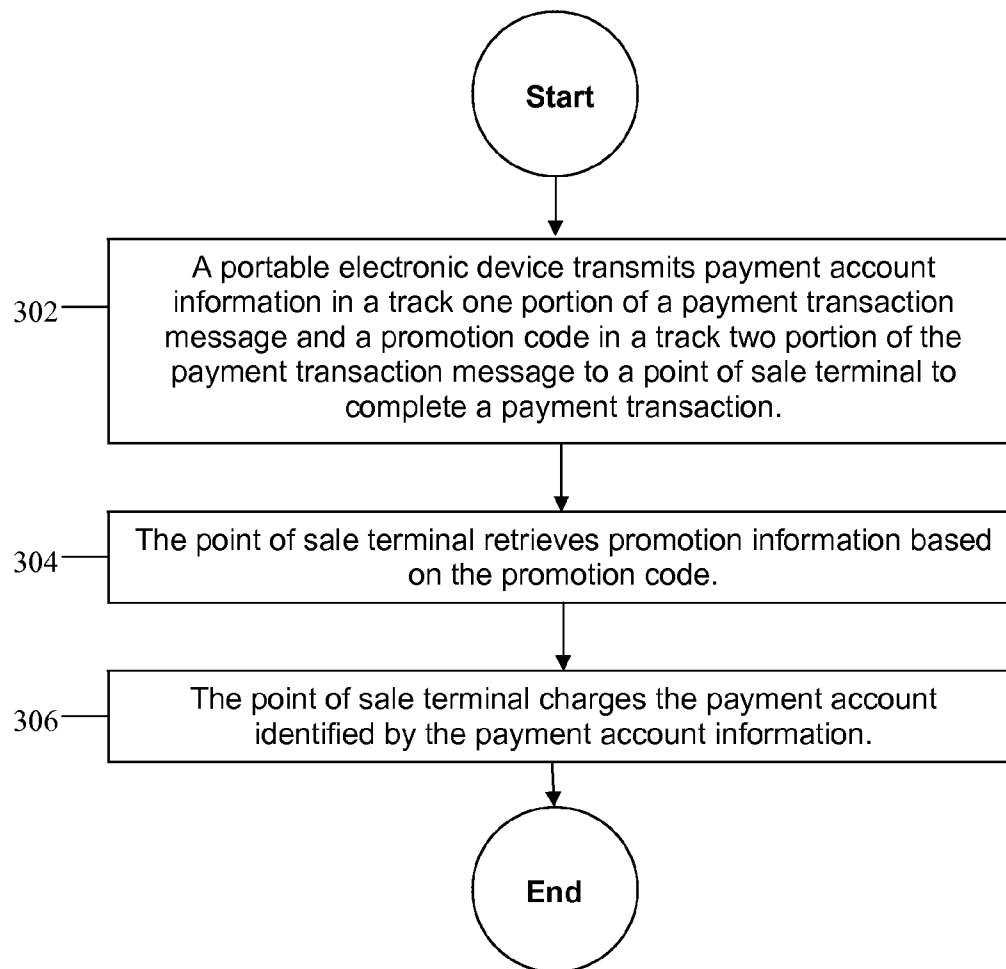 Start
302
A portable electronic device transmits payment account
information in a track one portion of a payment transaction
message and a promotion code in a track two portion of the
payment transaction message to a point of sale terminal to
complete a payment transaction.
304
The point of sale terminal retrieves promotion information based
on the promotion code.
306
The point of sale terminal charges the payment account
identified by the payment account information.
End